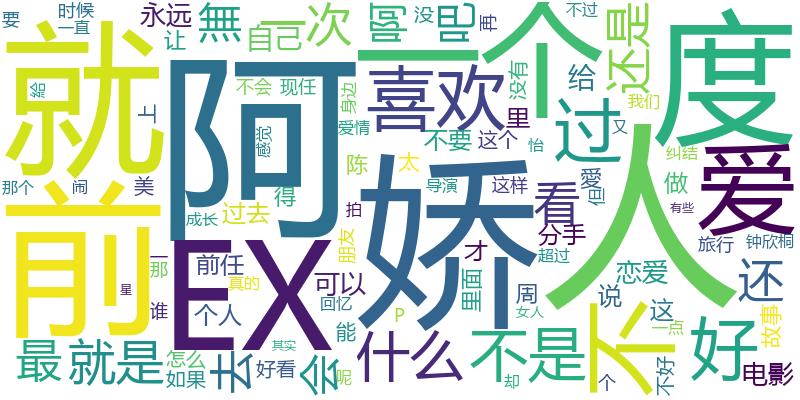 要
时候
一直
永远
让
無
自己
一次
啊
没
吧
再
还是
不过
个
一个
度
就
阿
喜欢
给
没有
里
过
我们
又
給
上
不会
现任
身边
感觉
爱情
不要
这个
怡
纠结
爱
那个
闹
美
陈
太
导演
这样
看
但
愛
做
人
有些
前
成长
过去
得
拍
娇
旅行
钟欣桐
一那
前任
EX
朋友
分手
才
超过
恋爱
还
星
谁
个人
真的
可以
回忆
里面
周
女人
说
这
一点
故事
能
P
最
就是
怎么
如果
去
其实
好看
会
呢
什么
却
不是
不
个
不好
好
电影